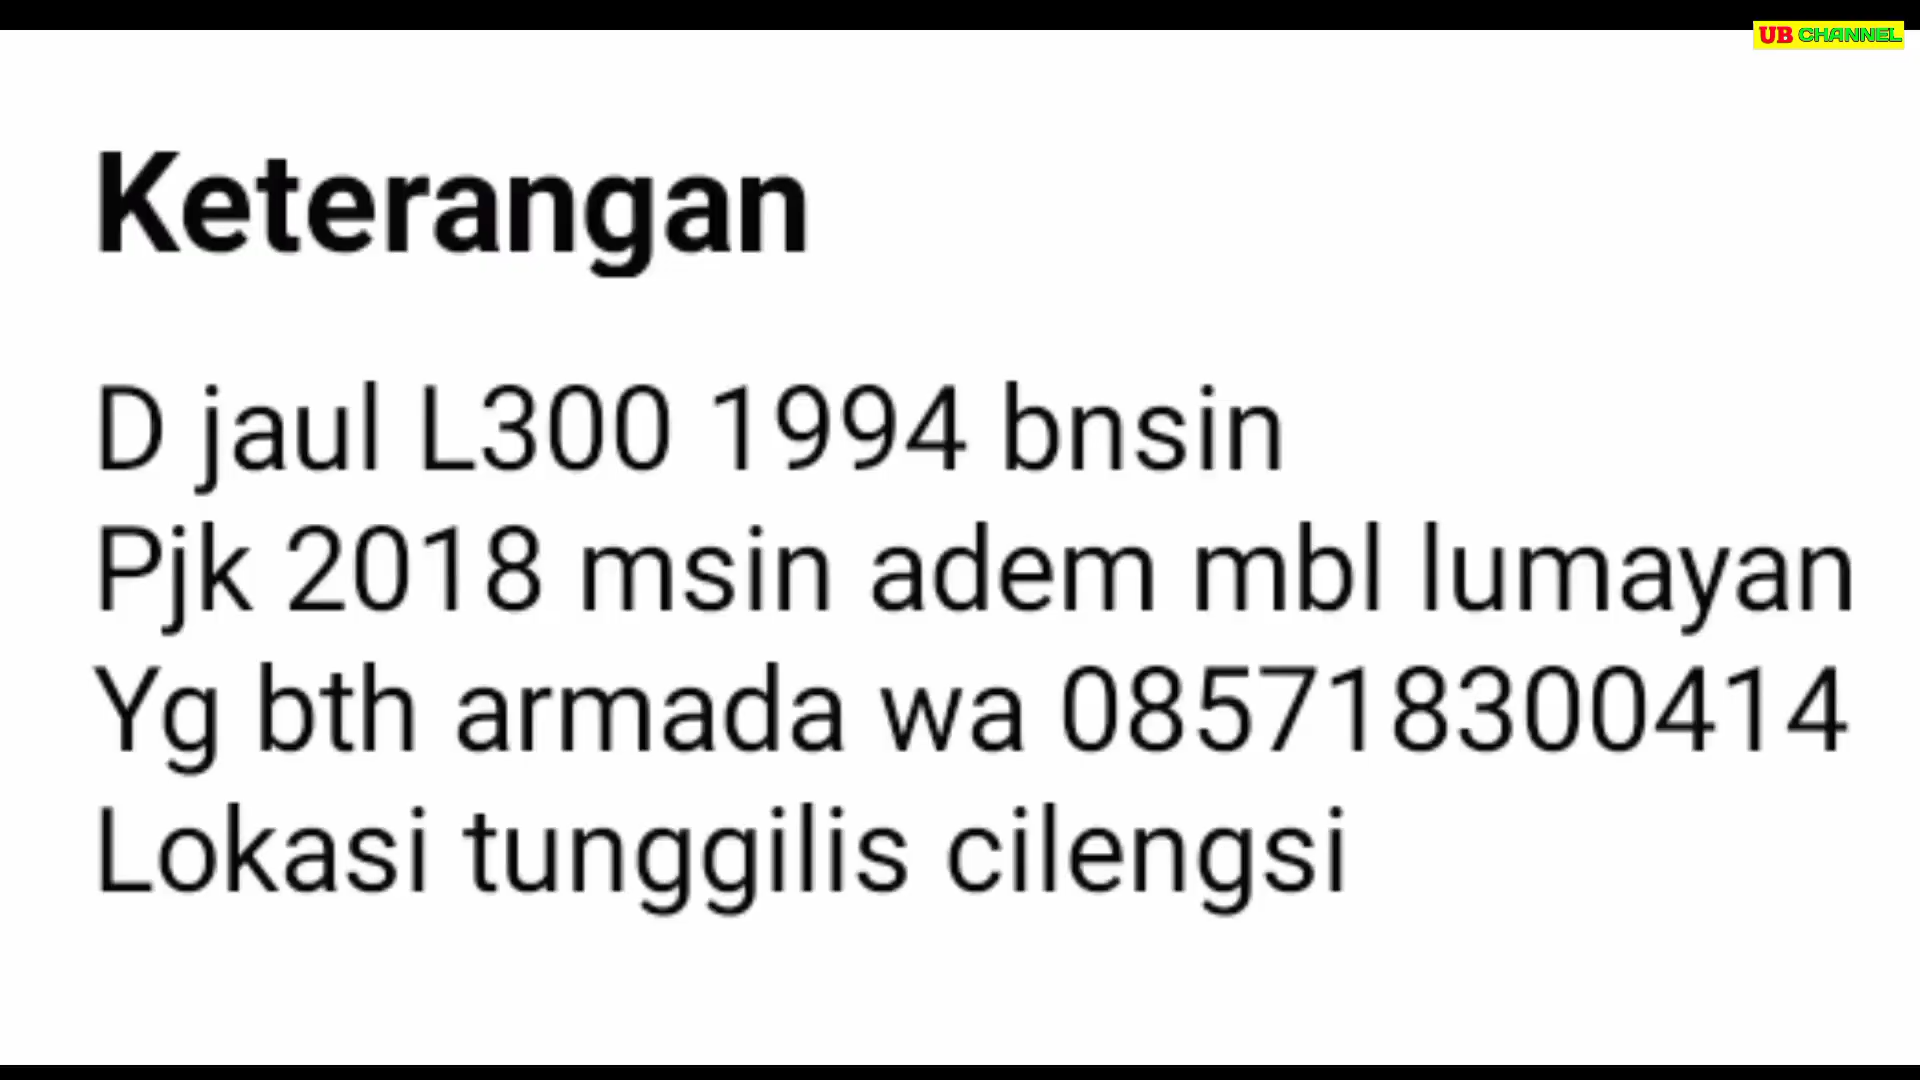 UB CHANNEL
Keterangan
D jaul L300 1994 bnsin
Pjk 2018 msin adem mbl lumayan
Yg bth armada wa 085718300414
Lokasi tunggilis cilengsi